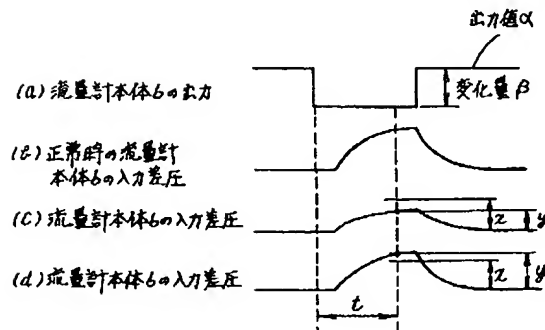 出力値α
(a) 流量計本体6の出力
変化量β
(b) 正常時の流量計
本体6の入力差圧
(c) 流量計本体6の入力差圧
x
y
(d) 流量計本体6の入力差圧
x
y
t